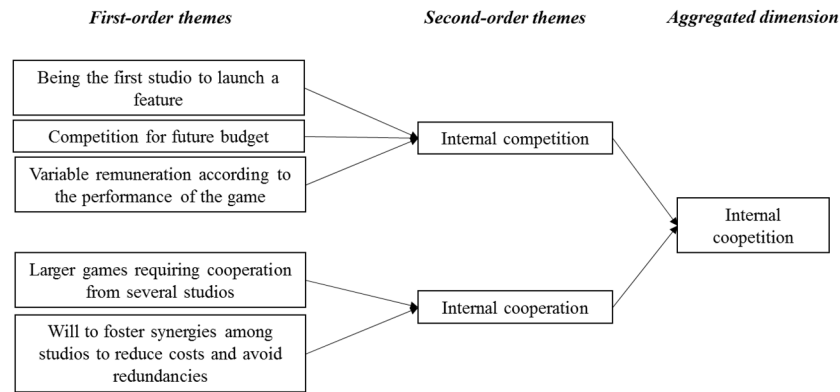 First-order themes
Second-order themes
Aggregated dimension
Being the first studio to launch a
feature
Competition for future budget
Variable remuneration according to
the performance of the game
Internal competition
Larger games requiring cooperation
from several studios
Will to foster synergies among
studios to reduce costs and avoid
redundancies
Internal cooperation
Internal
coopetition